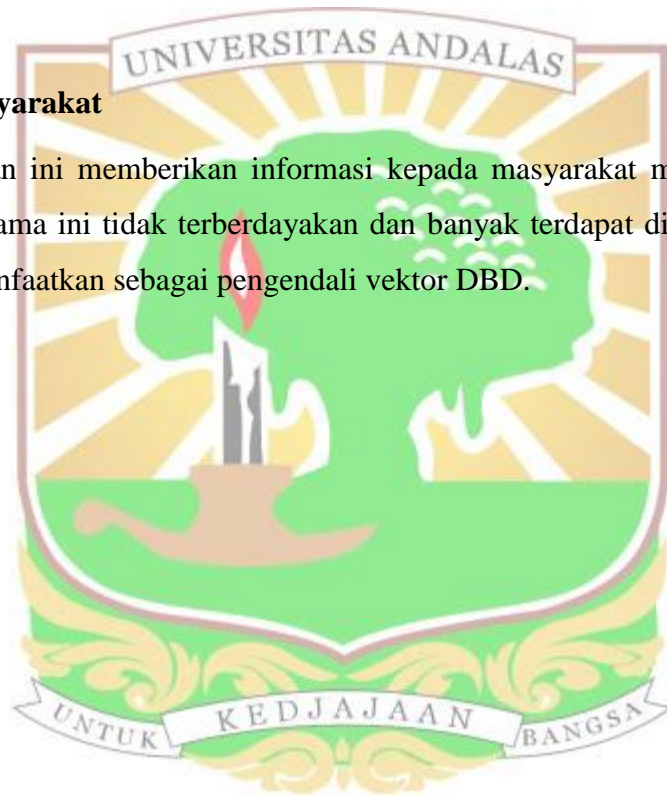 UNIVERSITAS ANDALAS
yarakat
n ini memberikan informasi kepada masyarakat m
ama ini tidak terberdayakan dan banyak terdapat di
nfaatkan sebagai pengendali vektor DBD.
UNTUK KEDJAJAAN BANGSA